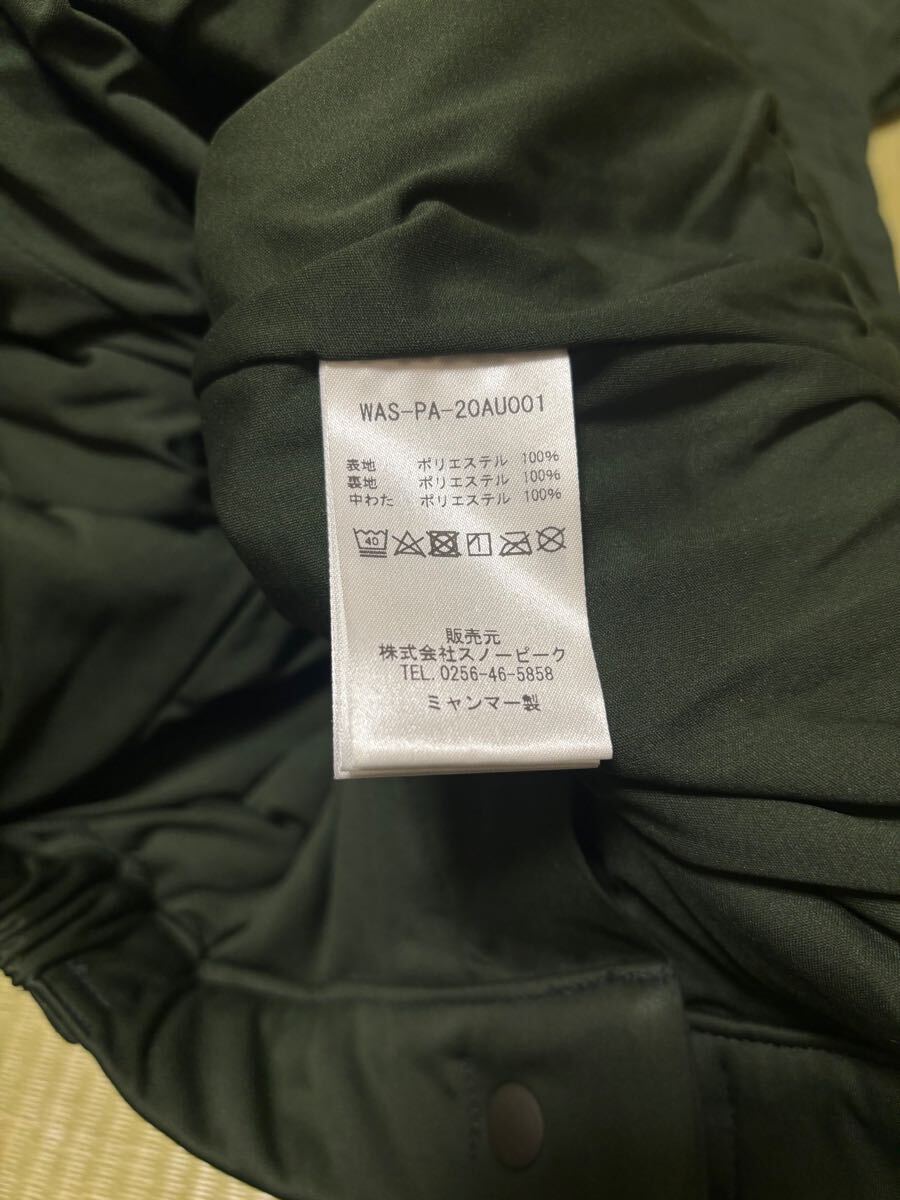 WAS-PA-20AU001
表地 ポリエステル 100%
裏地 ポリエステル 100%
中わた ポリエステル 100%
40
販売元
株式会社スノーピーク
TEL. 0256-46-5858
ミャンマー製